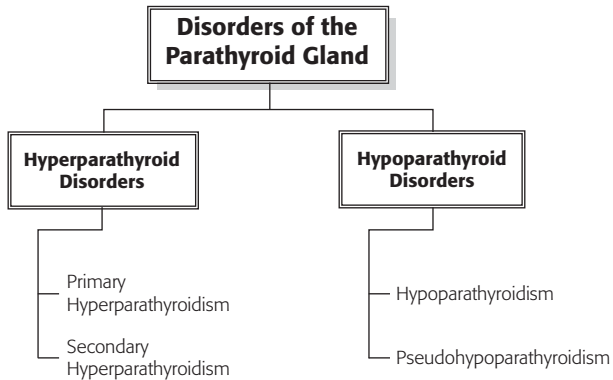 Disorders of the
Parathyroid Gland
Hyperparathyroid
Disorders
Primary
Hyperparathyroidism
Secondary
Hyperparathyroidism
Hypoparathyroid
Disorders
Hypoparathyroidism
Pseudohypoparathyroidism